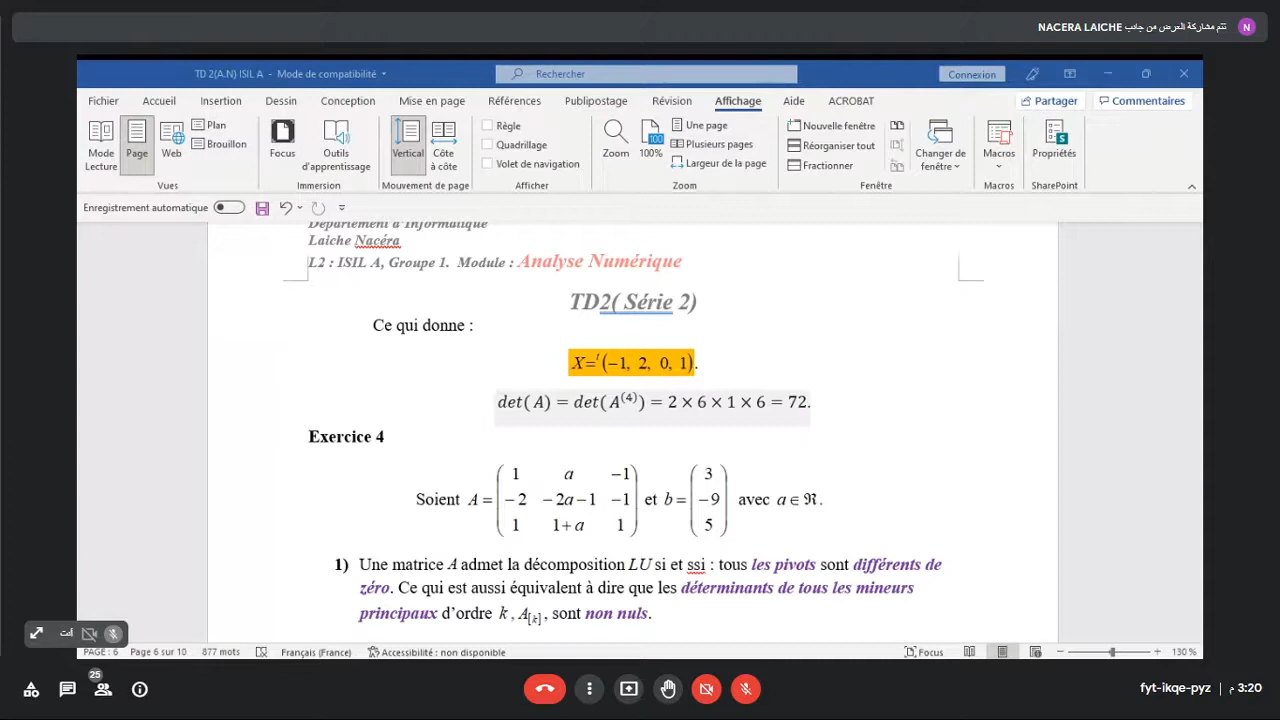 تتم مشاركة العرض من جانب NACERA LAICHE
N
TD 2(A.N) ISIL A - Mode de compatibilité
Rechercher
Connexion
Fichier Accueil Insertion Dessin Conception Mise en page Références Publipostage Révision Affichage Aide ACROBAT Partager Commentaires
Mode Lecture
Page
Web
Plan
Brouillon
Vues
Focus
Outils d'apprentissage
Immersion
Vertical
Côte à côte
Mouvement de page
Règle
Quadrillage
Volet de navigation
Afficher
Zoom
100
100%
Une page
Plusieurs pages
Largeur de la page
Zoom
Nouvelle fenêtre
Réorganiser tout
Fractionner
Changer de fenêtre
Fenêtre
Macros
Macros
S
Propriétés
SharePoint
Enregistrement automatique
Département d'Informatique
Laiche Nacéra
L2 : ISIL A, Groupe 1. Module : Analyse Numérique
TD2( Série 2)
Ce qui donne :
X=ᵗ(−1, 2, 0, 1).
det(A) = det(A⁽⁴⁾) = 2 × 6 × 1 × 6 = 72.
Exercice 4
1 a −1 3
Soient A = −2 −2a−1 −1 et b = −9 avec a ∈ ℜ.
1 1+a 1 5
1) Une matrice A admet la décomposition LU si et ssi : tous les pivots sont différents de
zéro. Ce qui est aussi équivalent à dire que les déterminants de tous les mineurs
principaux d'ordre k , A[k] , sont non nuls.
أنت
PAGE : 6 Page 6 sur 10 877 mots Français (France) Accessibilité : non disponible Focus 130 %
25
fyt-ikqe-pyz | 3:20 م